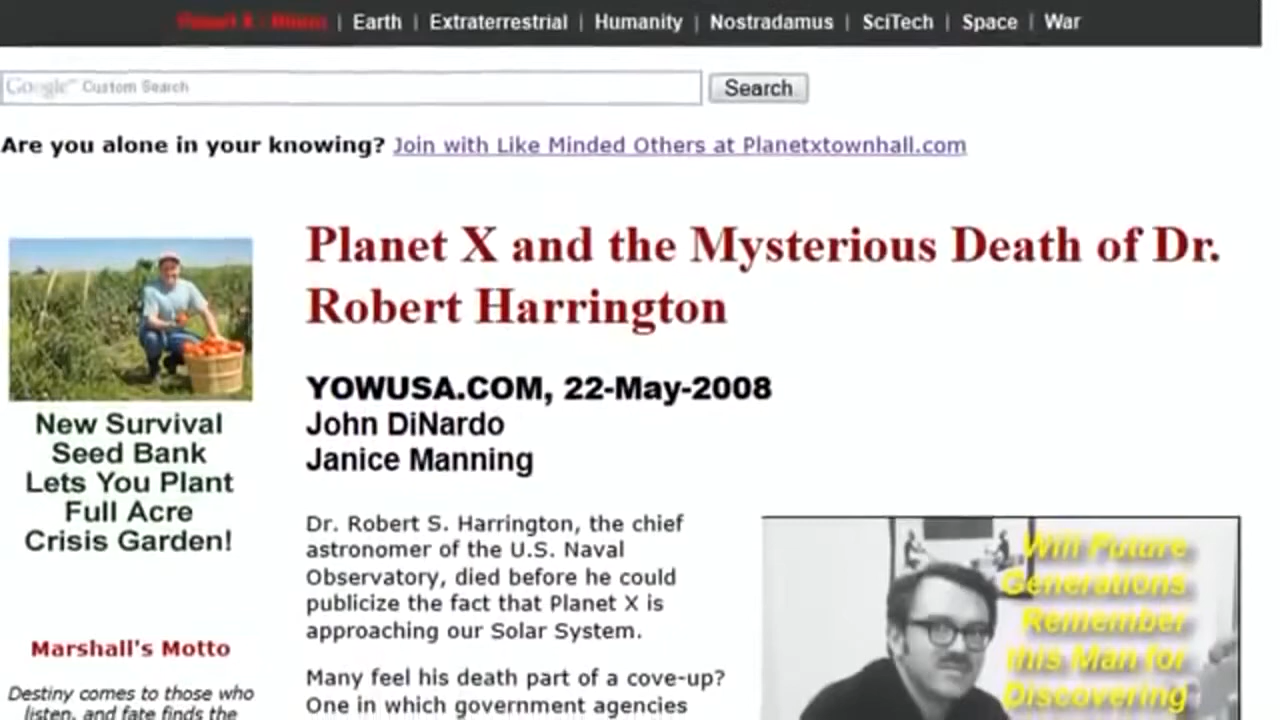 Planet X - Nibiru | Earth | Extraterrestrial | Humanity | Nostradamus | SciTech | Space | War
Google™ Custom Search
Search
Are you alone in your knowing? Join with Like Minded Others at Planetxtownhall.com
Planet X and the Mysterious Death of Dr.
Robert Harrington
YOWUSA.COM, 22-May-2008
John DiNardo
Janice Manning
Dr. Robert S. Harrington, the chief
astronomer of the U.S. Naval
Observatory, died before he could
publicize the fact that Planet X is
approaching our Solar System.
Many feel his death part of a cove-up?
One in which government agencies
Will Future
Generations
Remember
this Man for
Discovering
New Survival
Seed Bank
Lets You Plant
Full Acre
Crisis Garden!
Marshall's Motto
Destiny comes to those who
listen, and fate finds the